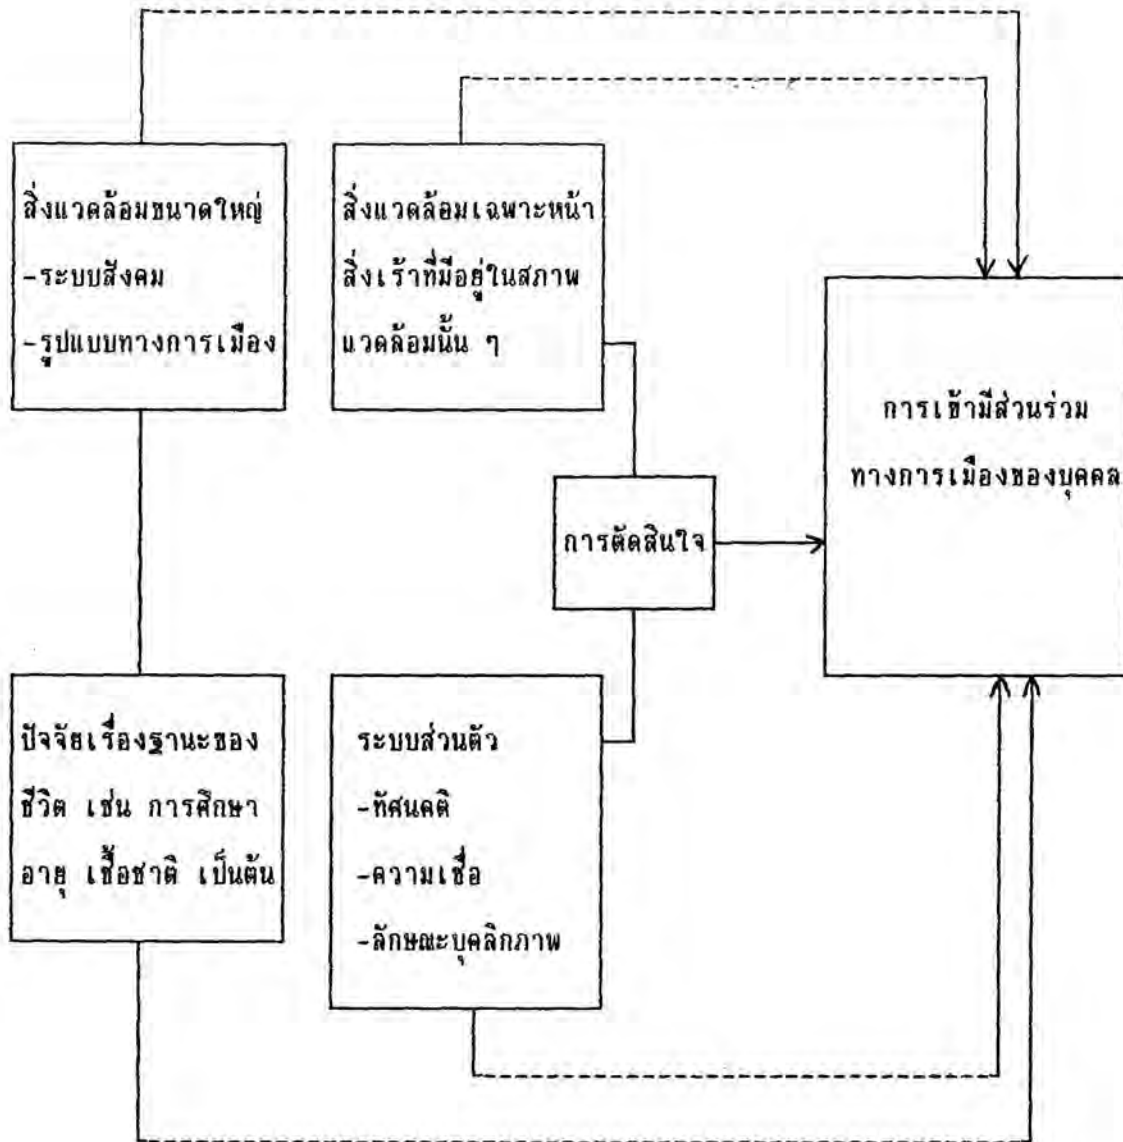 สิ่งแวดล้อมขนาดใหญ่
-ระบบสังคม
-รูปแบบทางการเมือง
สิ่งแวดล้อมเฉพาะหน้า
สิ่งเร้าที่มีอยู่ในสภาพ
แวดล้อมนั้น ๆ
การเข้ามีส่วนร่วม
ทางการเมืองของบุคคล
การตัดสินใจ
ปัจจัยเรื่องฐานะของ
ชีวิต เช่น การศึกษา
อายุ เชื้อชาติ เป็นต้น
ระบบส่วนตัว
-ทัศนคติ
-ความเชื่อ
-ลักษณะบุคลิกภาพ